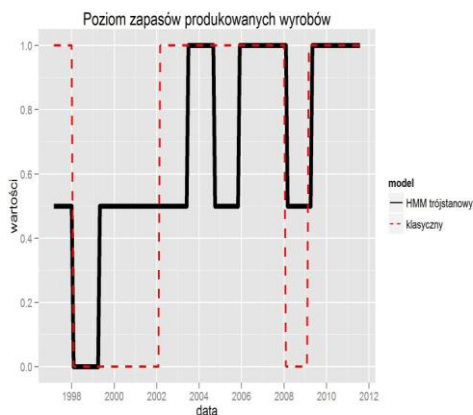 Poziom zapasów produkowanych wyrobów
1.0
0.8
0.6
0.4
0.2
0.0
wartości
1998 2000 2002 2004 2006 2008 2010 2012
data
model
HMM trójstanowy
klasyczny